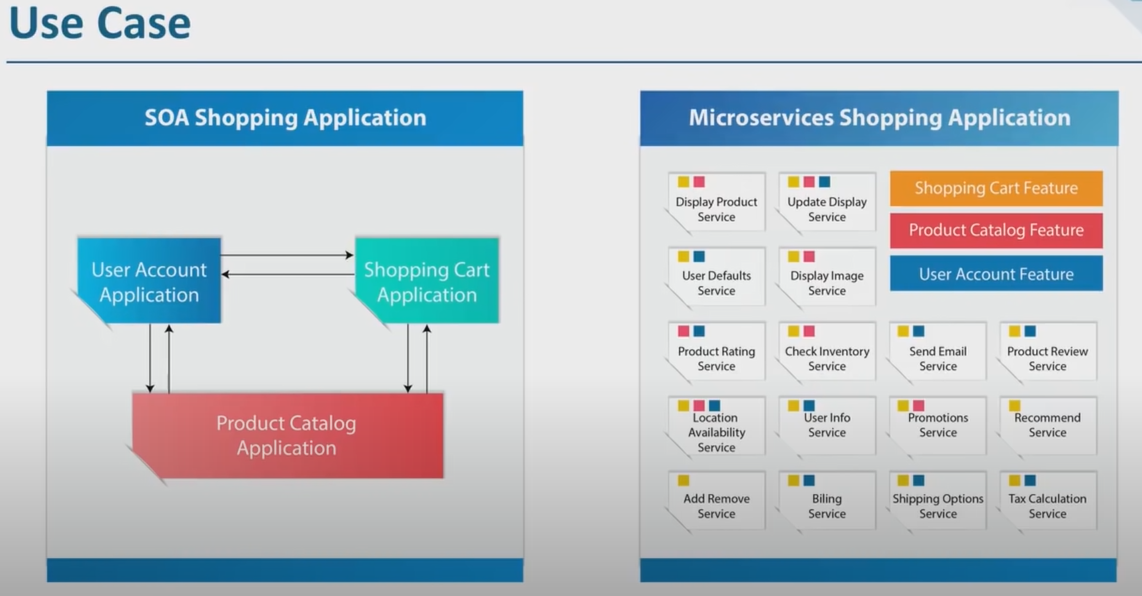 Use Case
SOA Shopping Application
User Account
Application
Shopping Cart
Application
Product Catalog
Application
Microservices Shopping Application
Display Product
Service
Update Display
Service
Shopping Cart Feature
Product Catalog Feature
User Account Feature
User Defaults
Service
Display Image
Service
Product Rating
Service
Check Inventory
Service
Send Email
Service
Product Review
Service
Location
Availability
Service
User Info
Service
Promotions
Service
Recommend
Service
Add Remove
Service
Biling
Service
Shipping Options
Service
Tax Calculation
Service